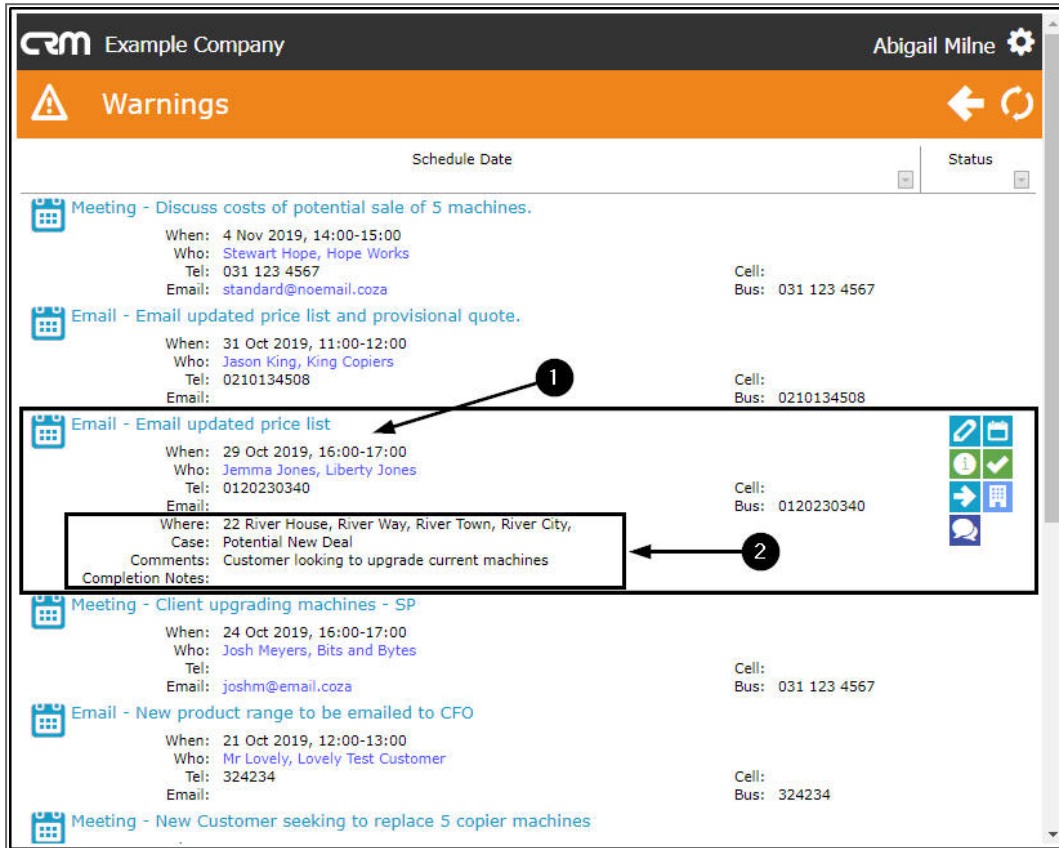 CRM Example Company Abigail Milne
Warnings
Schedule Date Status
Meeting - Discuss costs of potential sale of 5 machines.
When: 4 Nov 2019, 14:00-15:00
Who: Stewart Hope, Hope Works
Tel: 031 123 4567 Cell:
Email: standard@noemail.coza Bus: 031 123 4567
Email - Email updated price list and provisional quote.
When: 31 Oct 2019, 11:00-12:00
Who: Jason King, King Copiers
Tel: 0210134508 Cell:
Email: Bus: 0210134508
1
Email - Email updated price list
When: 29 Oct 2019, 16:00-17:00
Who: Jemma Jones, Liberty Jones
Tel: 0120230340 Cell:
Email: Bus: 0120230340
Where: 22 River House, River Way, River Town, River City,
Case: Potential New Deal
Comments: Customer looking to upgrade current machines
Completion Notes:
2
Meeting - Client upgrading machines - SP
When: 24 Oct 2019, 16:00-17:00
Who: Josh Meyers, Bits and Bytes
Tel: Cell:
Email: joshm@email.coza Bus: 031 123 4567
Email - New product range to be emailed to CFO
When: 21 Oct 2019, 12:00-13:00
Who: Mr Lovely, Lovely Test Customer
Tel: 324234 Cell:
Email: Bus: 324234
Meeting - New Customer seeking to replace 5 copier machines